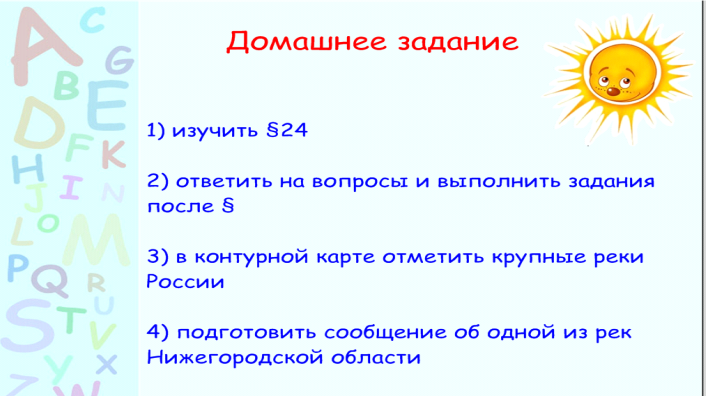 Домашнее задание
1) изучить §24
2) ответить на вопросы и выполнить задания
после §
3) в контурной карте отметить крупные реки
России
4) подготовить сообщение об одной из рек
Нижегородской области
A
C
G
B
E
D
F
K
H
I
N
J
O
L
M
P
Q
R
U
S
T
V
Y
X
Z
W